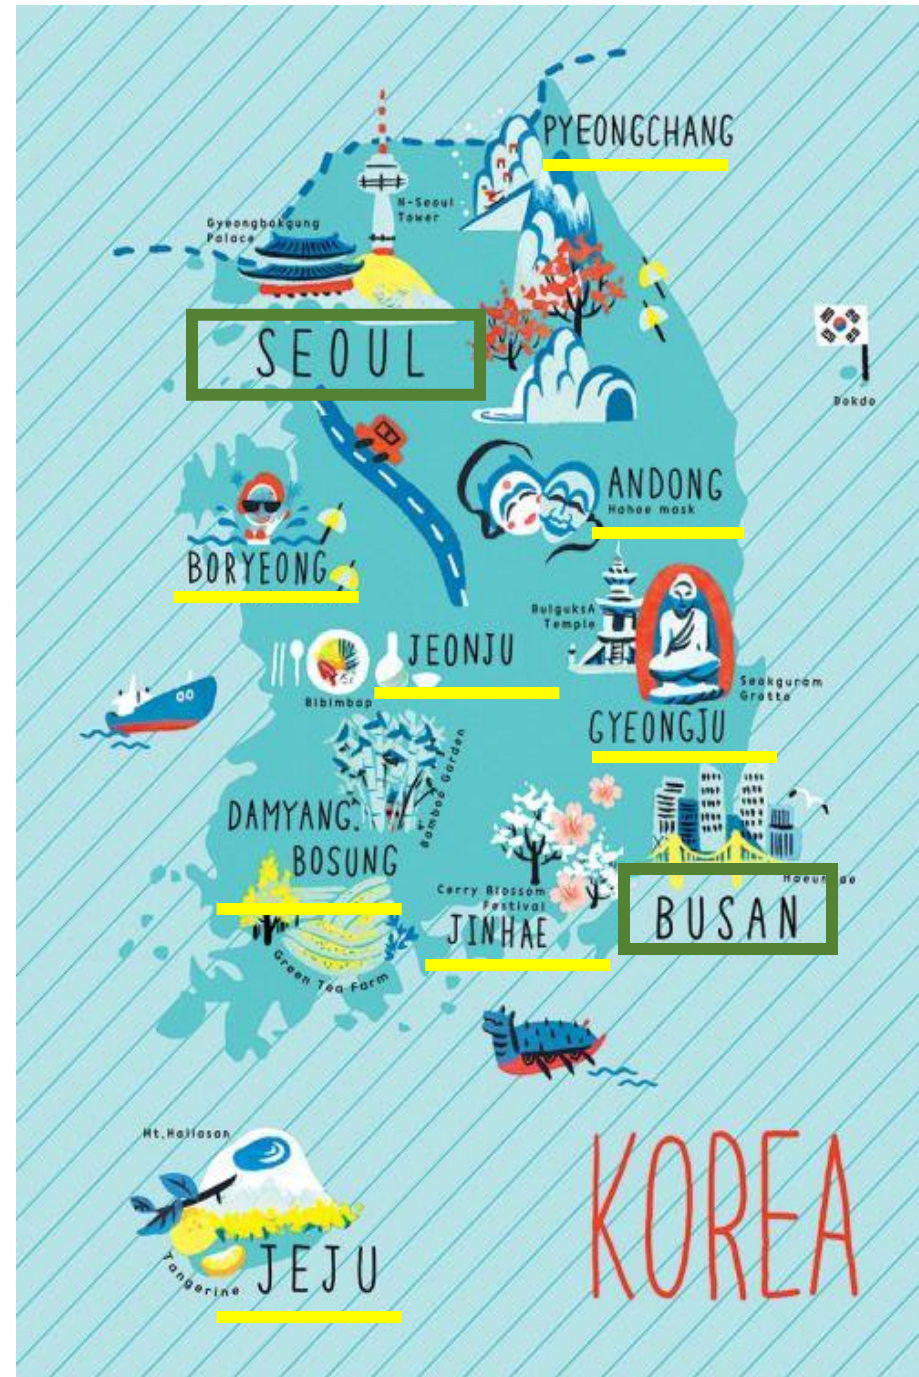 PYEONGCHANG
N-Seoul
Tower
Gyeongbokgung
Palace
SEOUL
Dokdo
ANDONG
Hahoe mask
BORYEONG
BulguksA
Temple
JEONJU
Bibimbap
Seokguram
Grotto
GYEONGJU
Bamboo Garden
DAMYANG.
BOSUNG
Cerry Blossom
Festival
JINHAE
BUSAN
Green Tea Farm
Mt.Hallasan
Tangerine
JEJU
KOREA